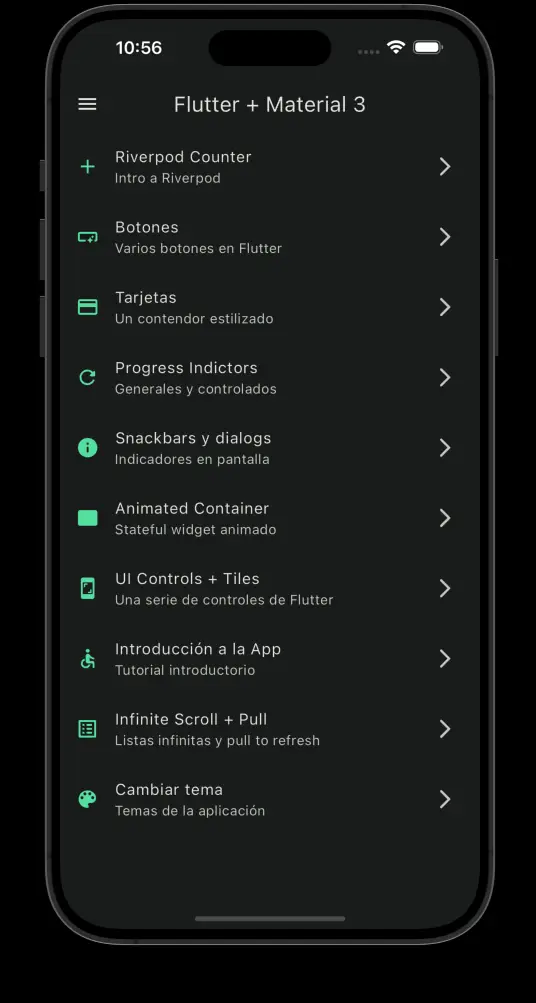 10:56
Flutter + Material 3
Riverpod Counter
Intro a Riverpod
Botones
Varios botones en Flutter
Tarjetas
Un contendor estilizado
Progress Indictors
Generales y controlados
Snackbars y dialogs
Indicadores en pantalla
Animated Container
Stateful widget animado
UI Controls + Tiles
Una serie de controles de Flutter
Introducción a la App
Tutorial introductorio
Infinite Scroll + Pull
Listas infinitas y pull to refresh
Cambiar tema
Temas de la aplicación